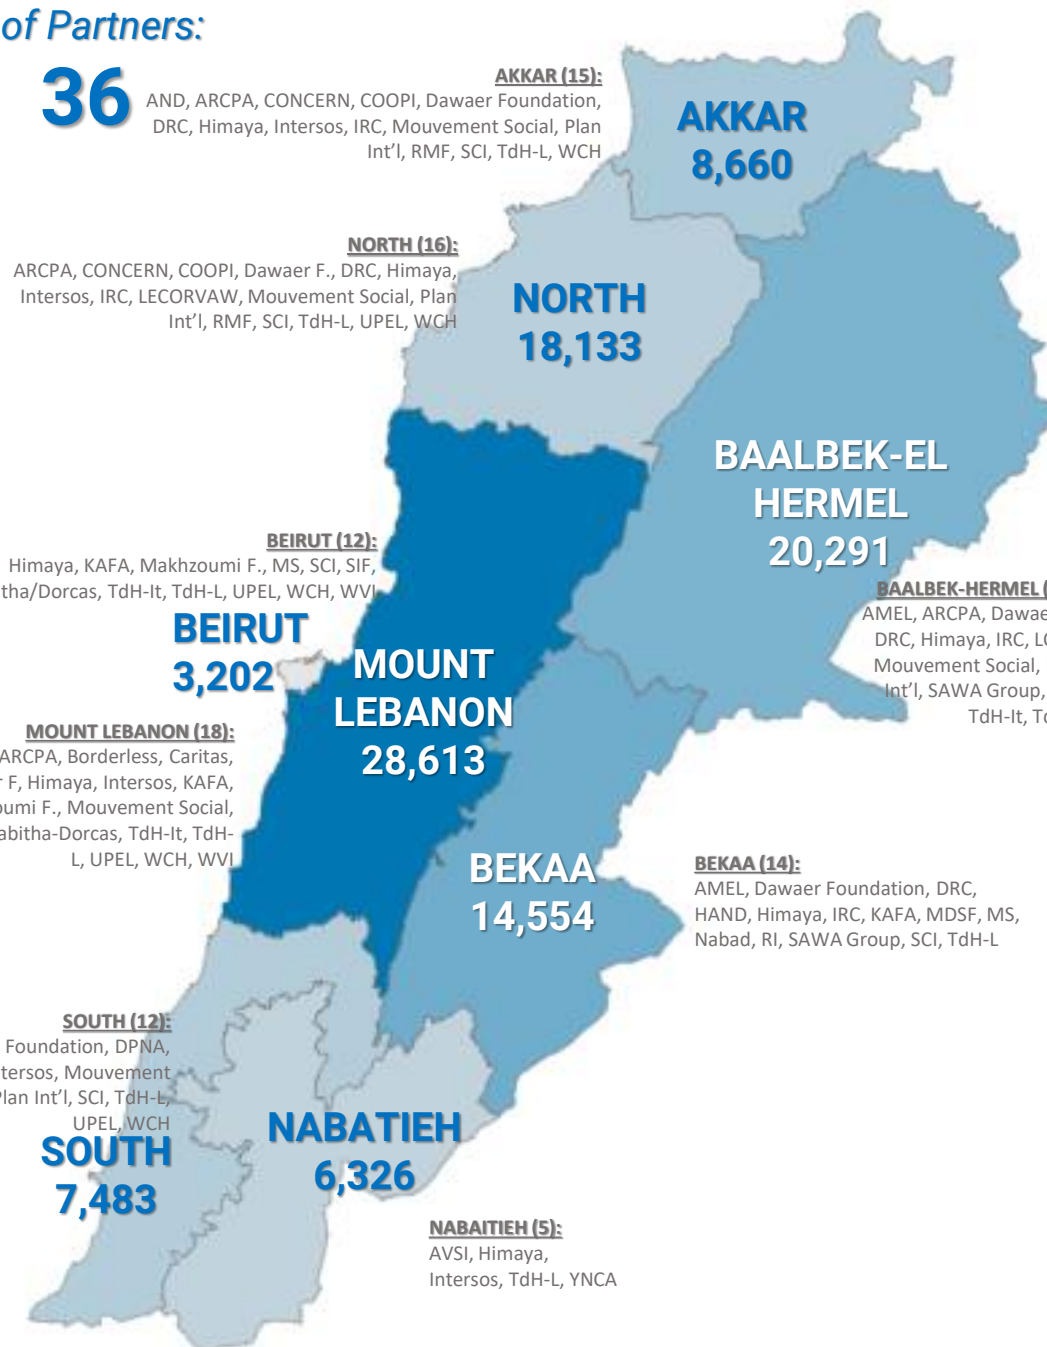 of Partners:
36
AKKAR (15):
AND, ARCPA, CONCERN, COOPI, Dawaer Foundation,
DRC, Himaya, Intersos, IRC, Mouvement Social, Plan
Int'l, RMF, SCI, TdH-L, WCH
AKKAR
8,660
NORTH (16):
ARCPA, CONCERN, COOPI, Dawaer F., DRC, Himaya,
Intersos, IRC, LECORVAW, Mouvement Social, Plan
Int'l, RMF, SCI, TdH-L, UPEL, WCH
NORTH
18,133
BAALBEK-EL
HERMEL
20,291
BEIRUT (12):
Himaya, KAFA, Makhzoumi F., MS, SCI, SIF,
tha/Dorcas, TdH-It, TdH-L, UPEL, WCH, WVI
BEIRUT
3,202
BAALBEK-HERMEL (
AMEL, ARCPA, Dawae
DRC, Himaya, IRC, LO
Mouvement Social,
Int'l, SAWA Group,
TdH-It, Td
MOUNT
LEBANON
28,613
MOUNT LEBANON (18):
ARCPA, Borderless, Caritas,
r F, Himaya, Intersos, KAFA,
oumi F., Mouvement Social,
abitha-Dorcas, TdH-It, TdH-
L, UPEL, WCH, WVI
BEKAA
14,554
BEKAA (14):
AMEL, Dawaer Foundation, DRC,
HAND, Himaya, IRC, KAFA, MDSF, MS,
Nabad, RI, SAWA Group, SCI, TdH-L
SOUTH (12):
Foundation, DPNA,
tersos, Mouvement
Plan Int'l, SCI, TdH-L,
UPEL, WCH
SOUTH
7,483
NABATIEH
6,326
NABAITIEH (5):
AVSI, Himaya,
Intersos, TdH-L, YNCA